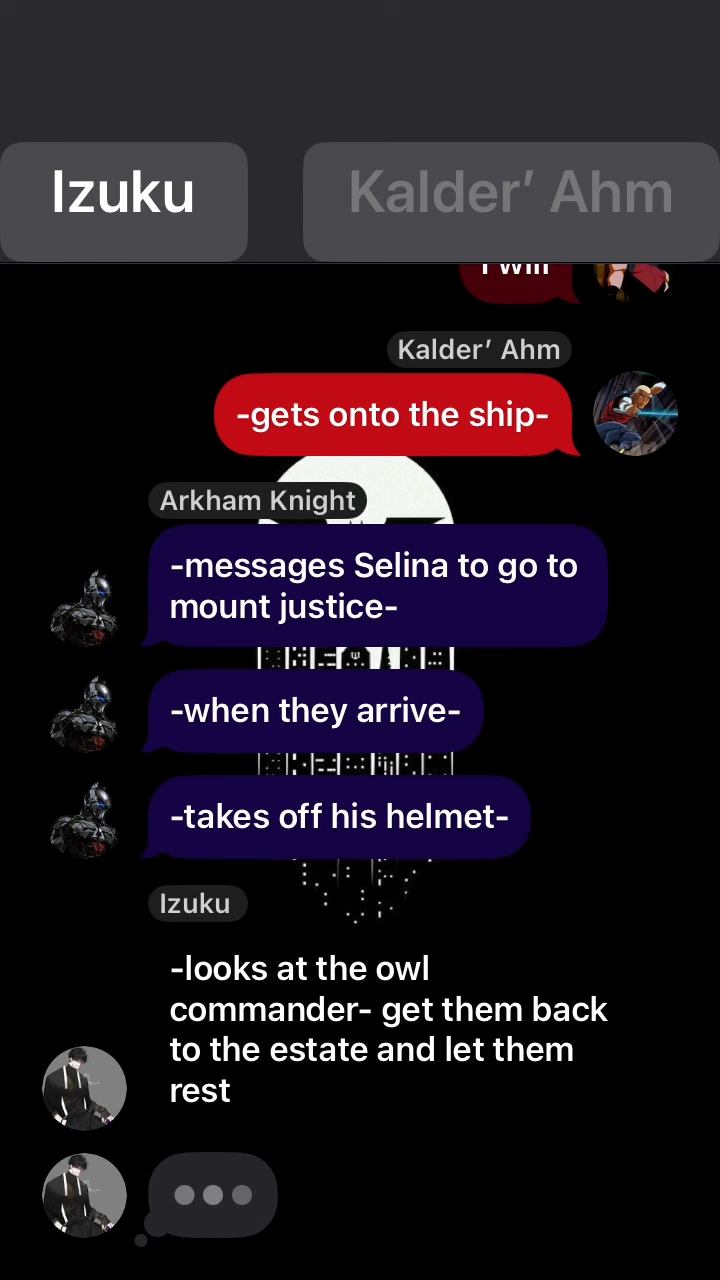 Izuku
Kalder’ Ahm
I will
Kalder’ Ahm
-gets onto the ship-
Arkham Knight
-messages Selina to go to
mount justice-
-when they arrive-
-takes off his helmet-
Izuku
-looks at the owl
commander- get them back
to the estate and let them
rest